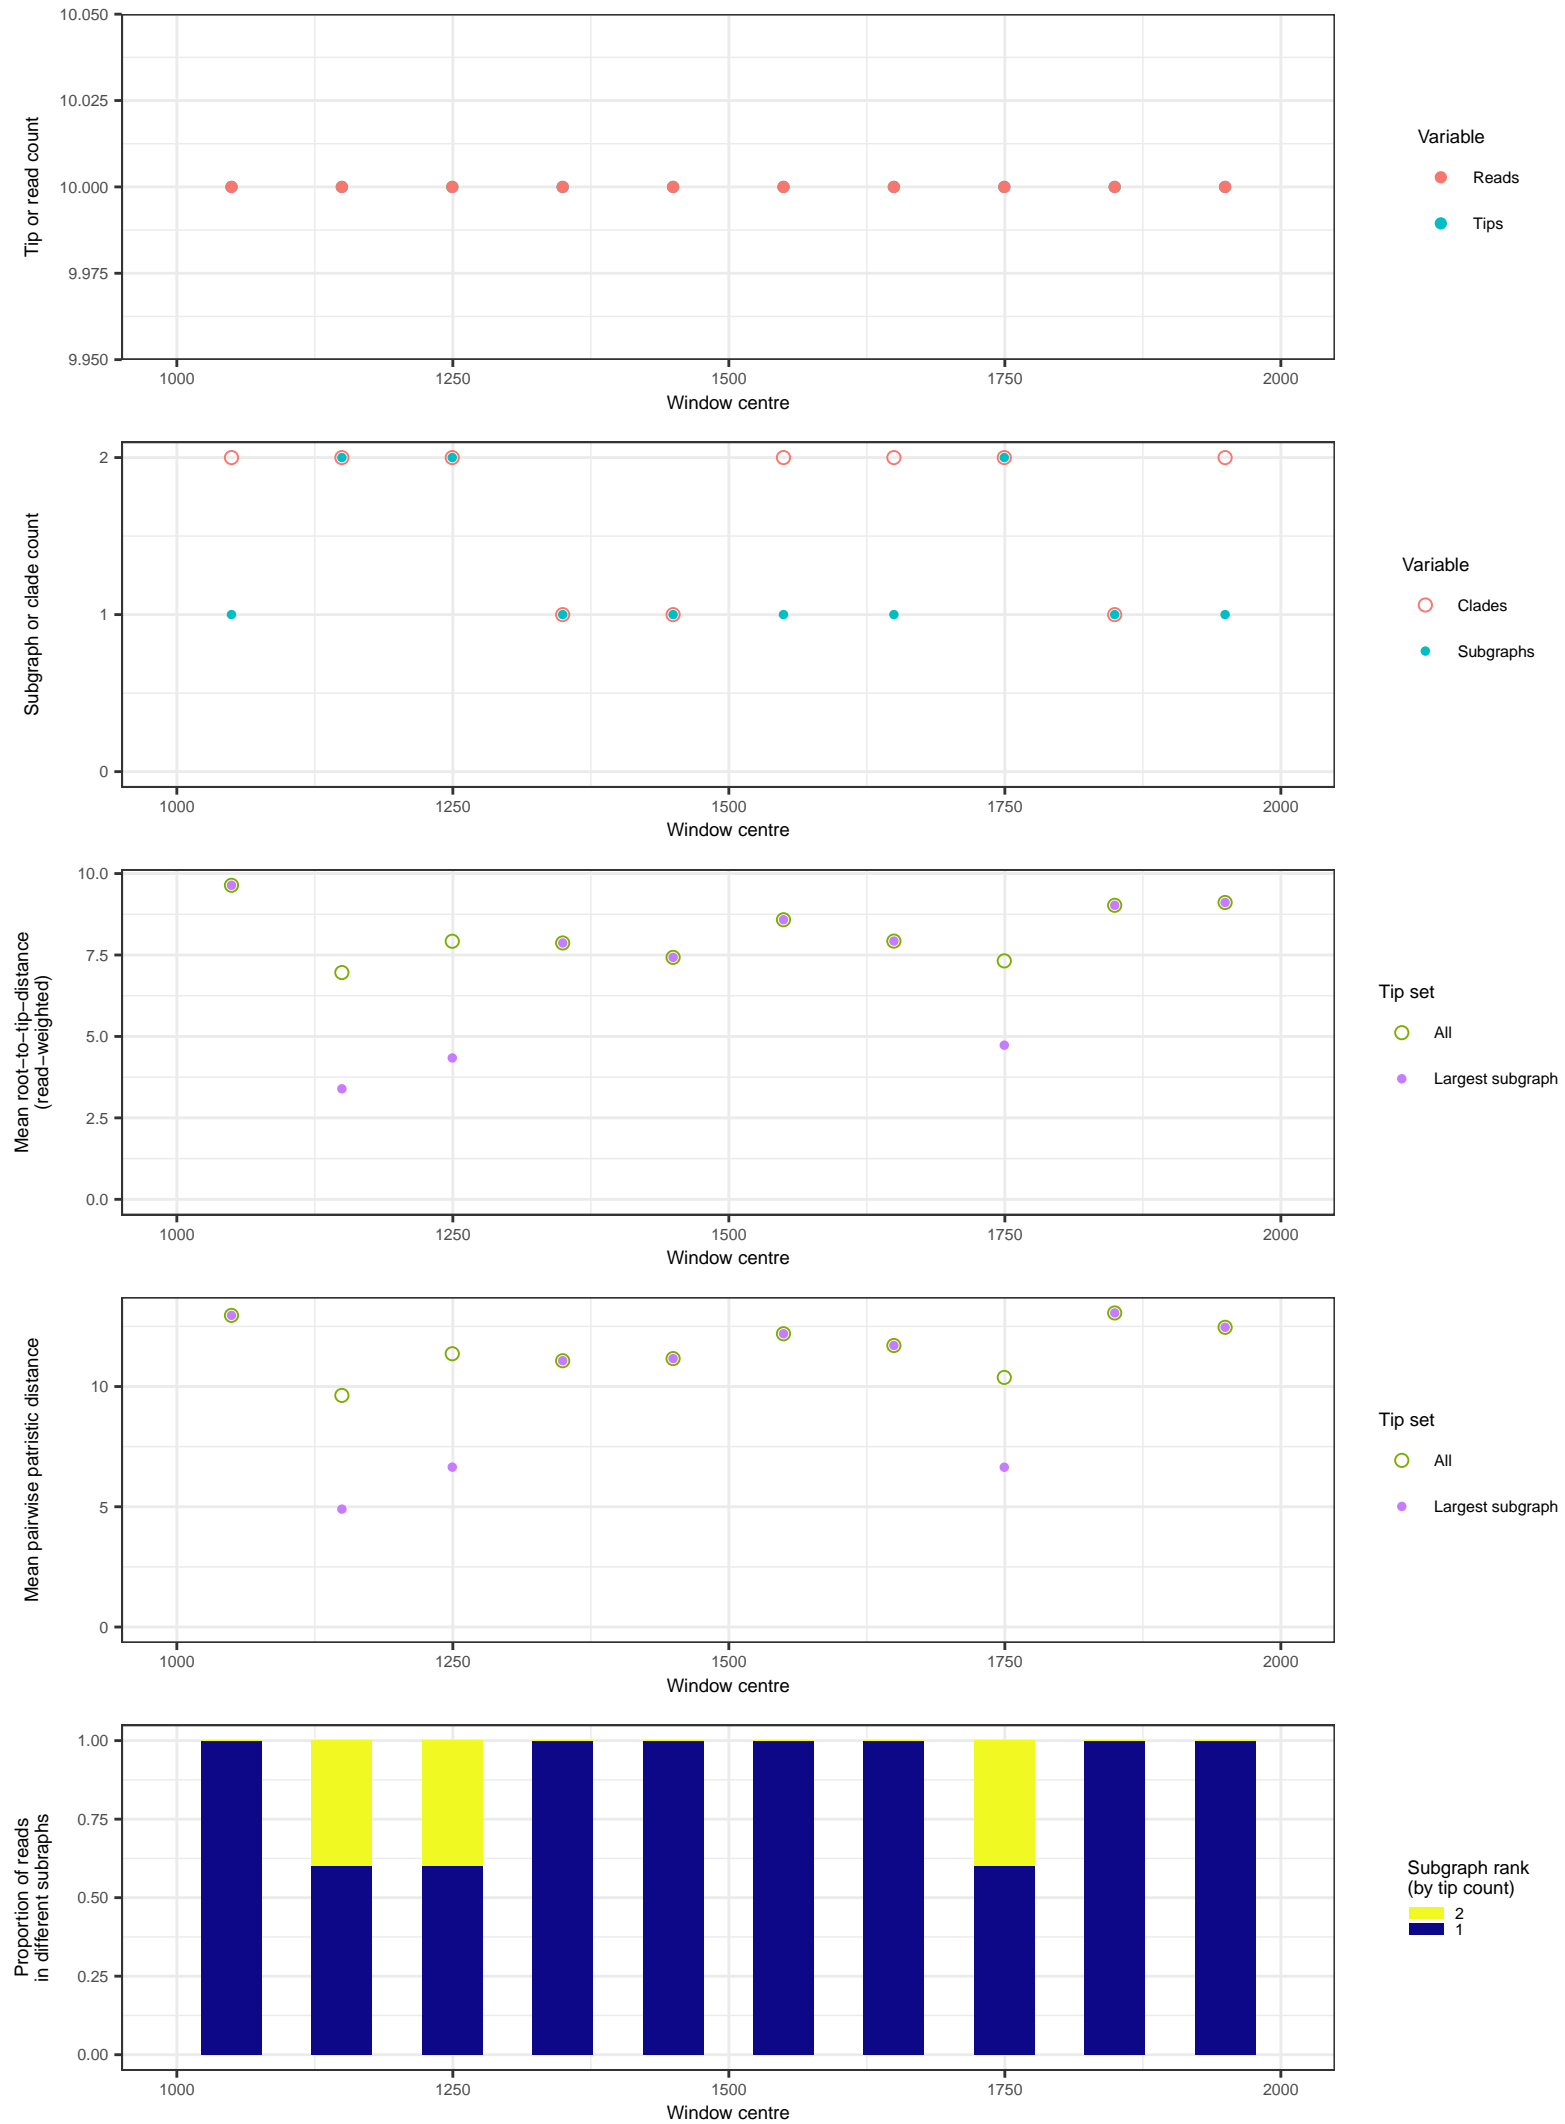 10.050
10.025
10.000
9.975
9.950
Tip or read count
1000 1250 1500 1750 2000
Window centre
Variable
Reads
Tips
2
1
0
Subgraph or clade count
1000 1250 1500 1750 2000
Window centre
Variable
Clades
Subgraphs
10.0
7.5
5.0
2.5
0.0
Mean root−to−tip−distance
(read−weighted)
1000 1250 1500 1750 2000
Window centre
Tip set
All
Largest subgraph
10
5
0
Mean pairwise patristic distance
1000 1250 1500 1750 2000
Window centre
Tip set
All
Largest subgraph
1.00
0.75
0.50
0.25
0.00
Proportion of reads
in different subraphs
1000 1250 1500 1750 2000
Window centre
Subgraph rank
(by tip count)
2
1